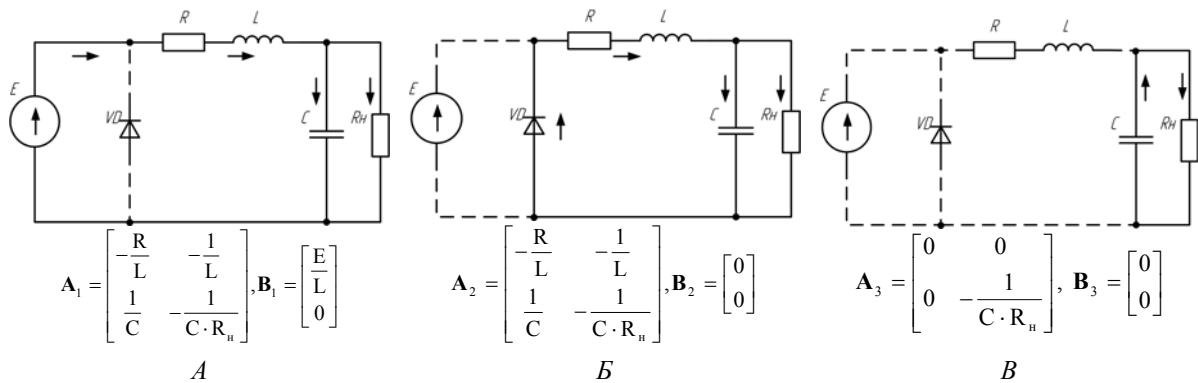 R L R L R L
E VD C Rн E VD C Rн E VD C Rн
A₁ = [ -R/L -1/L ; 1/C -1/(C·Rн) ], B₁ = [ E/L ; 0 ] A₂ = [ -R/L -1/L ; 1/C -1/(C·Rн) ], B₂ = [ 0 ; 0 ] A₃ = [ 0 0 ; 0 -1/(C·Rн) ], B₃ = [ 0 ; 0 ]
А Б В